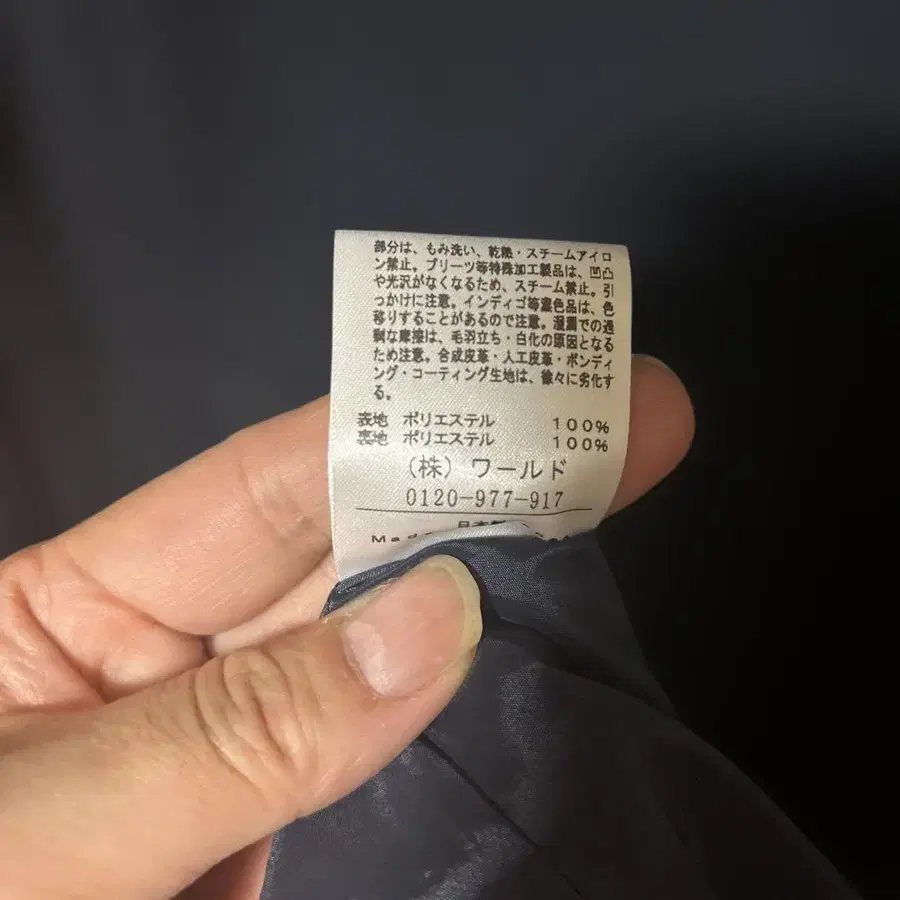 部分は、もみ洗い、乾熱・スチームアイロ
ン禁止。プリーツ等特殊加工製品は、凹凸
や光沢がなくなるため、スチーム禁止。引
っかけに注意。インディゴ等濃色品は、色
移りすることがあるので注意。湿潤での過
剰な摩擦は、毛羽立ち・白化の原因となる
ため注意。合成皮革・人工皮革・ボンディ
ング・コーティング生地は、徐々に劣化す
る。
表地 ポリエステル 100%
裏地 ポリエステル 100%
(株) ワールド
0120-977-917
日本